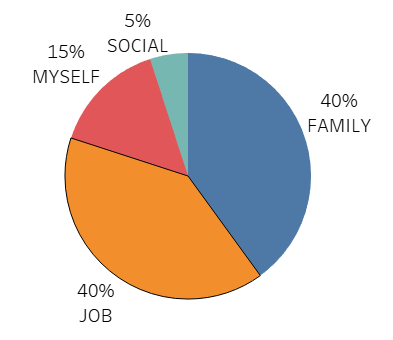 5%
SOCIAL
15%
MYSELF
40%
FAMILY
40%
JOB